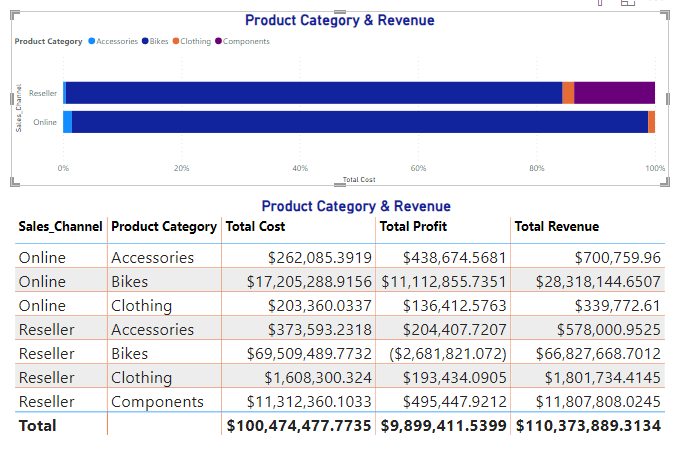 Product Category & Revenue
Product Category Accessories Bikes Clothing Components
Sales_Channel
Reseller
Online
0% 20% 40% 60% 80% 100%
Total Cost
Product Category & Revenue
Sales_Channel Product Category Total Cost Total Profit Total Revenue
Online Accessories $262,085.3919 $438,674.5681 $700,759.96
Online Bikes $17,205,288.9156 $11,112,855.7351 $28,318,144.6507
Online Clothing $203,360.0337 $136,412.5763 $339,772.61
Reseller Accessories $373,593.2318 $204,407.7207 $578,000.9525
Reseller Bikes $69,509,489.7732 ($2,681,821.072) $66,827,668.7012
Reseller Clothing $1,608,300.324 $193,434.0905 $1,801,734.4145
Reseller Components $11,312,360.1033 $495,447.9212 $11,807,808.0245
Total $100,474,477.7735 $9,899,411.5399 $110,373,889.3134